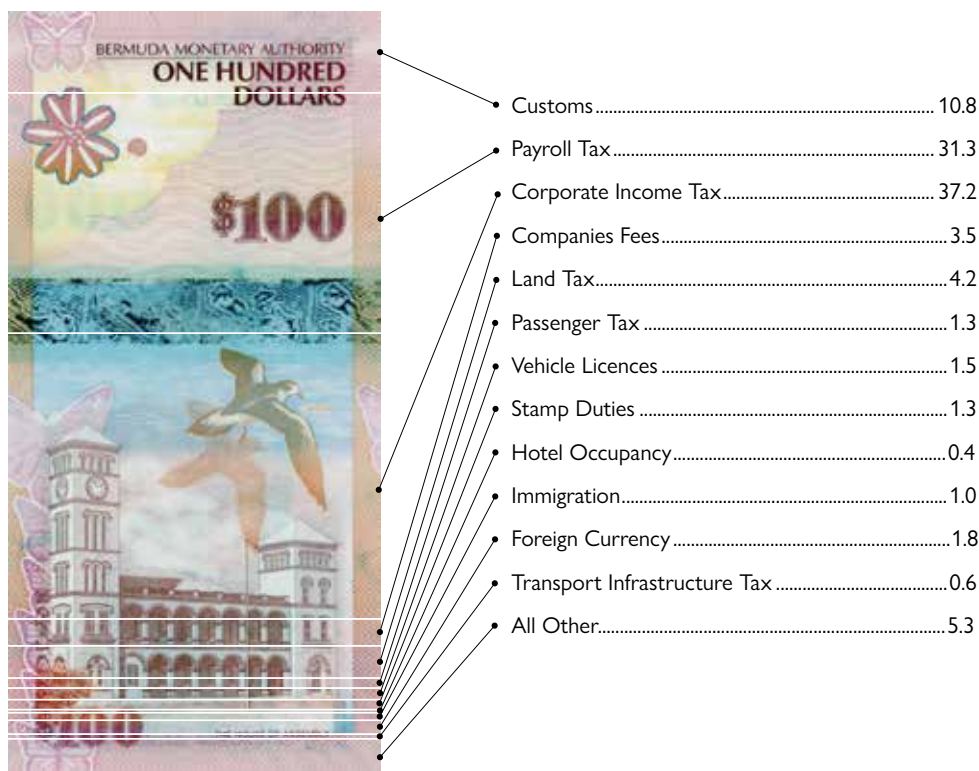 BERMUDA MONETARY AUTHORITY
ONE HUNDRED
DOLLARS
$100
100
Customs 10.8
Payroll Tax 31.3
Corporate Income Tax 37.2
Companies Fees 3.5
Land Tax 4.2
Passenger Tax 1.3
Vehicle Licences 1.5
Stamp Duties 1.3
Hotel Occupancy 0.4
Immigration 1.0
Foreign Currency 1.8
Transport Infrastructure Tax 0.6
All Other 5.3